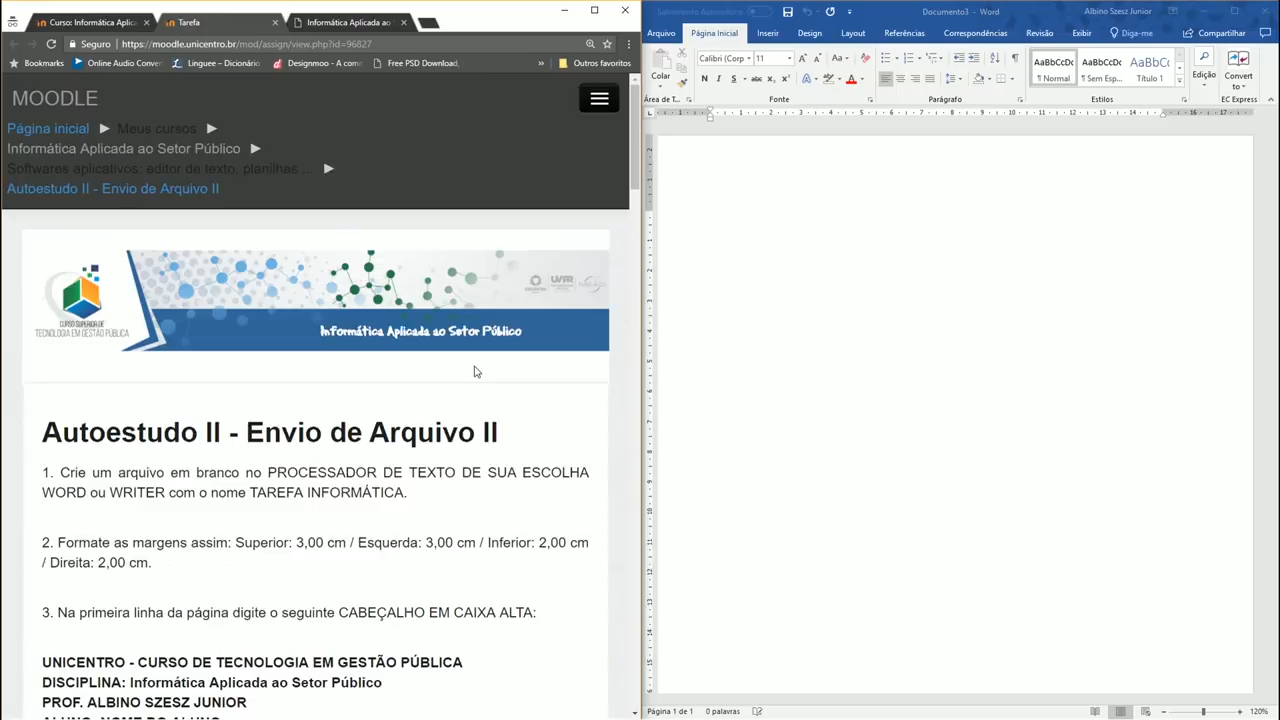 Curso: Informática Aplica
Tarefa
Informática Aplicada ao
Seguro
https://moodle.unicentro.br/mod/assign/view.php?id=96827
Bookmarks
Online Audio Conver
Linguee – Dicionário
Designmoo – A comm
Free PSD Download,
»
Outros favoritos
MOODLE
Página inicial ► Meus cursos ►
Informática Aplicada ao Setor Público ►
Softwares aplicativos: editor de texto, planilhas ... ►
Autoestudo II - Envio de Arquivo II
CURSO SUPERIOR DE
TECNOLOGIA EM GESTÃO PÚBLICA
Informática Aplicada ao Setor Público
Autoestudo II - Envio de Arquivo II
1. Crie um arquivo em branco no PROCESSADOR DE TEXTO DE SUA ESCOLHA
WORD ou WRITER com o nome TAREFA INFORMÁTICA.
2. Formate as margens assim: Superior: 3,00 cm / Esquerda: 3,00 cm / Inferior: 2,00 cm
/ Direita: 2,00 cm.
3. Na primeira linha da página digite o seguinte CABEÇALHO EM CAIXA ALTA:
UNICENTRO - CURSO DE TECNOLOGIA EM GESTÃO PÚBLICA
DISCIPLINA: Informática Aplicada ao Setor Público
PROF. ALBINO SZESZ JUNIOR
ALUNO: NOME DO ALUNO
Salvamento Automático
Documento3 - Word
Albino Szesz Junior
Arquivo
Página Inicial
Inserir
Design
Layout
Referências
Correspondências
Revisão
Exibir
Diga-me
Compartilhar
Colar
Calibri (Corp
11
N I S
AaBbCcDc
¶ Normal
AaBbCcDc
¶ Sem Esp...
AaBbCc
Título 1
Edição
Convert
to
Área de T...
Fonte
Parágrafo
Estilos
EC Express
Página 1 de 1
0 palavras
120%